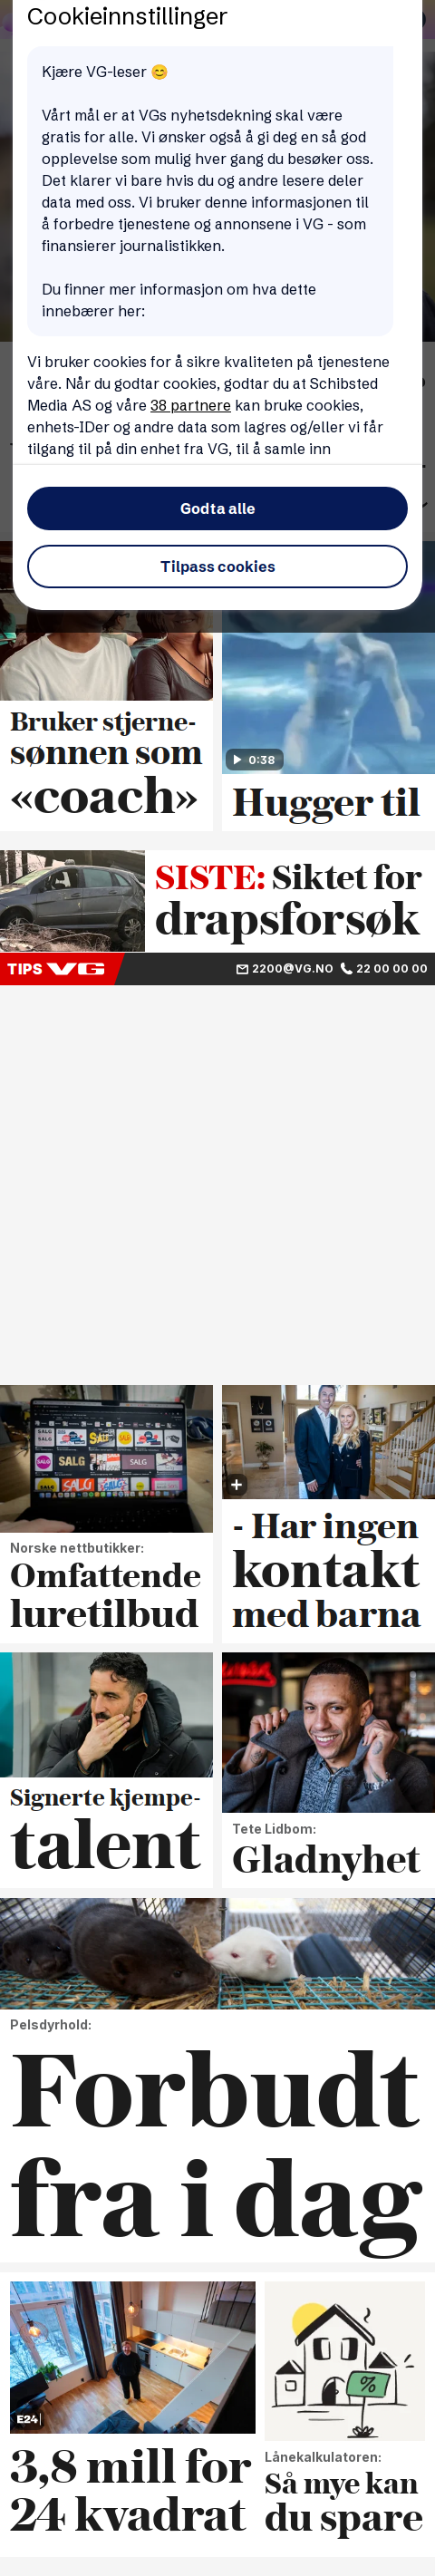 Cookieinnstillinger
Kjære VG-leser 😊
Vårt mål er at VGs nyhetsdekning skal være
gratis for alle. Vi ønsker også å gi deg en så god
opplevelse som mulig hver gang du besøker oss.
Det klarer vi bare hvis du og andre lesere deler
data med oss. Vi bruker denne informasjonen til
å forbedre tjenestene og annonsene i VG - som
finansierer journalistikken.
Du finner mer informasjon om hva dette
innebærer her:
Vi bruker cookies for å sikre kvaliteten på tjenestene
våre. Når du godtar cookies, godtar du at Schibsted
Media AS og våre 38 partnere kan bruke cookies,
enhets-IDer og andre data som lagres og/eller vi får
tilgang til på din enhet fra VG, til å samle inn
Godta alle
Tilpass cookies
Bruker stjerne-
sønnen som
«coach»
0:38
Hugger til
SISTE: Siktet for
drapsforsøk
TIPS VG
2200@VG.NO 22 00 00 00
SALG
Norske nettbutikker:
Omfattende
luretilbud
- Har ingen
kontakt
med barna
Signerte kjempe-
talent
Tete Lidbom:
Gladnyhet
Pelsdyrhold:
Forbudt
fra i dag
E24
3,8 mill for
24 kvadrat
%
Lånekalkulatoren:
Så mye kan
du spare